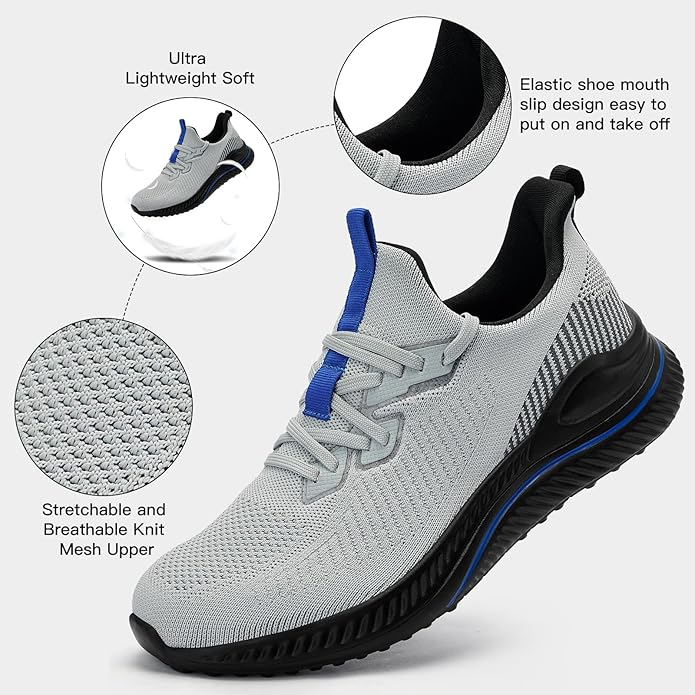 Ultra
Lightweight Soft
Elastic shoe mouth
slip design easy to
put on and take off
Stretchable and
Breathable Knit
Mesh Upper